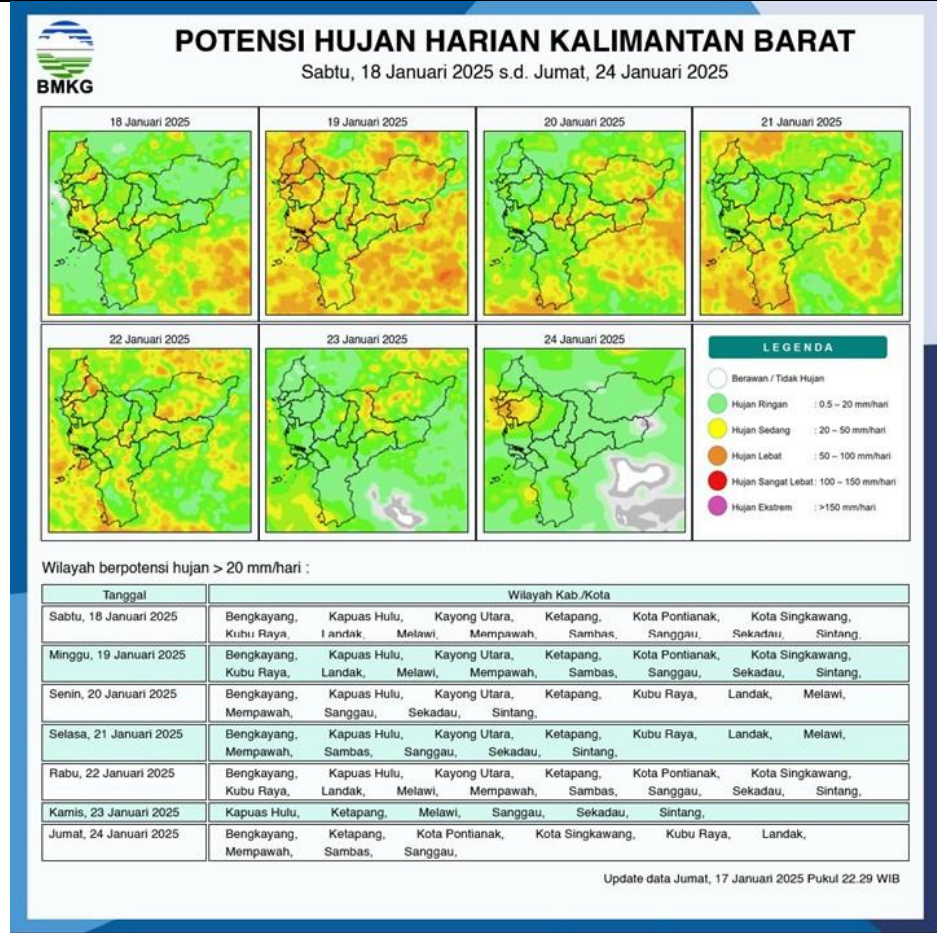 BMKG
POTENSI HUJAN HARIAN KALIMANTAN BARAT
Sabtu, 18 Januari 2025 s.d. Jumat, 24 Januari 2025
18 Januari 2025
19 Januari 2025
20 Januari 2025
21 Januari 2025
22 Januari 2025
23 Januari 2025
24 Januari 2025
LEGENDA
Berawan / Tidak Hujan
Hujan Ringan : 0.5 – 20 mm/hari
Hujan Sedang : 20 – 50 mm/hari
Hujan Lebat : 50 – 100 mm/hari
Hujan Sangat Lebat : 100 – 150 mm/hari
Hujan Ekstrem : >150 mm/hari
Wilayah berpotensi hujan > 20 mm/hari :
Tanggal Wilayah Kab./Kota
Sabtu, 18 Januari 2025 Bengkayang, Kapuas Hulu, Kayong Utara, Ketapang, Kota Pontianak, Kota Singkawang,
Kubu Raya, Landak, Melawi, Mempawah, Sambas, Sanggau, Sekadau, Sintang,
Minggu, 19 Januari 2025 Bengkayang, Kapuas Hulu, Kayong Utara, Ketapang, Kota Pontianak, Kota Singkawang,
Kubu Raya, Landak, Melawi, Mempawah, Sambas, Sanggau, Sekadau, Sintang,
Senin, 20 Januari 2025 Bengkayang, Kapuas Hulu, Kayong Utara, Ketapang, Kubu Raya, Landak, Melawi,
Mempawah, Sanggau, Sekadau, Sintang,
Selasa, 21 Januari 2025 Bengkayang, Kapuas Hulu, Kayong Utara, Ketapang, Kubu Raya, Landak, Melawi,
Mempawah, Sambas, Sanggau, Sekadau, Sintang,
Rabu, 22 Januari 2025 Bengkayang, Kapuas Hulu, Kayong Utara, Ketapang, Kota Pontianak, Kota Singkawang,
Kubu Raya, Landak, Melawi, Mempawah, Sambas, Sanggau, Sekadau, Sintang,
Kamis, 23 Januari 2025 Kapuas Hulu, Ketapang, Melawi, Sanggau, Sekadau, Sintang,
Jumat, 24 Januari 2025 Bengkayang, Ketapang, Kota Pontianak, Kota Singkawang, Kubu Raya, Landak,
Mempawah, Sambas, Sanggau,
Update data Jumat, 17 Januari 2025 Pukul 22.29 WIB